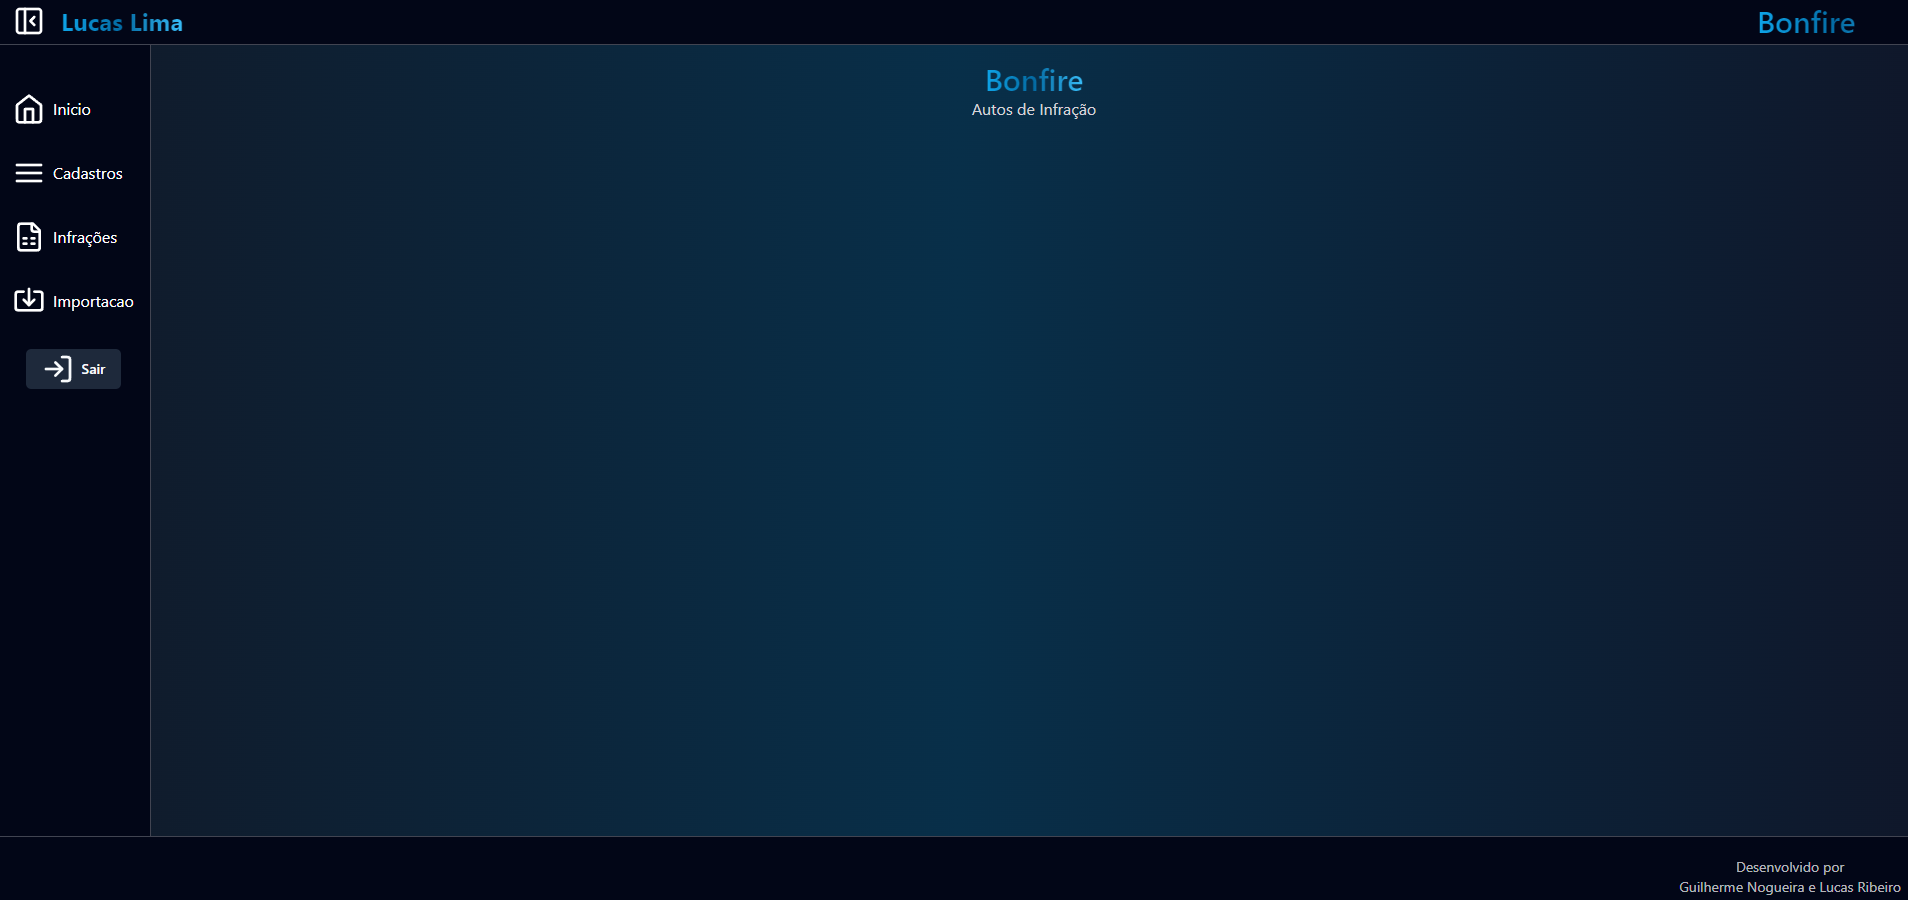 Lucas Lima
Bonfire
Inicio
Cadastros
Infrações
Importacao
Sair
Bonfire
Autos de Infração
Desenvolvido por
Guilherme Nogueira e Lucas Ribeiro